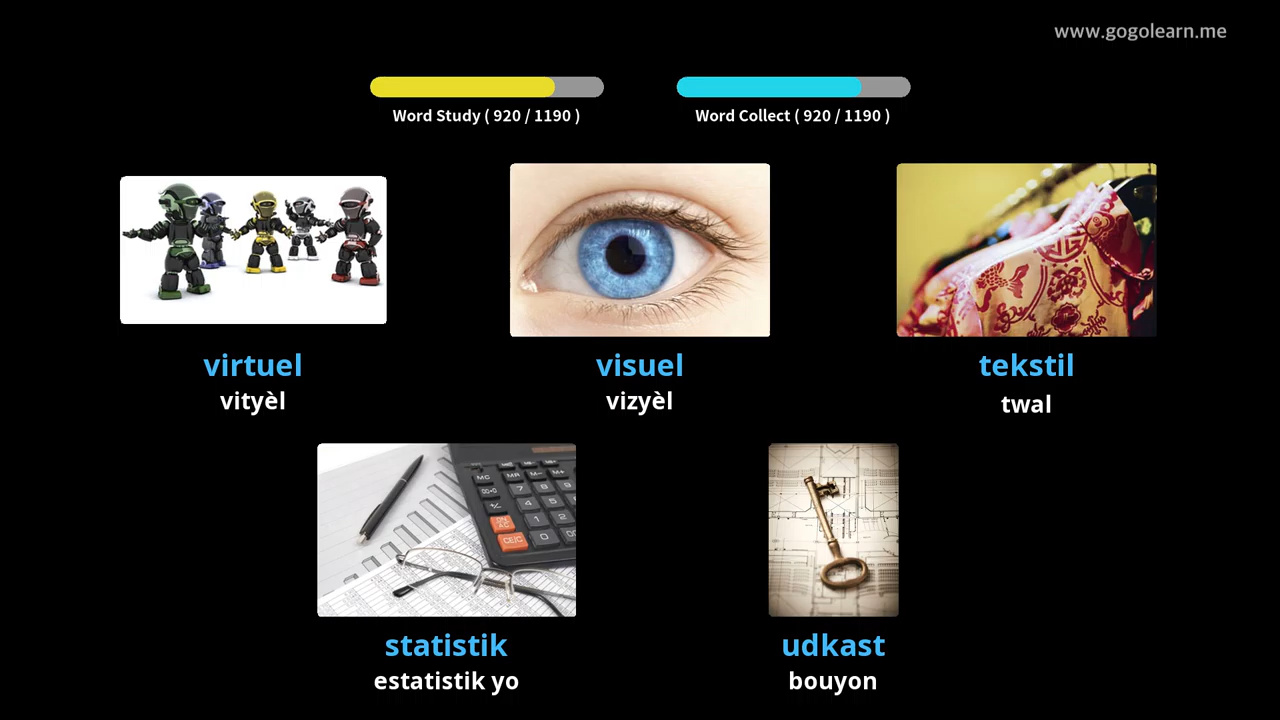 www.gogolearn.me
Word Study ( 920 / 1190 )
Word Collect ( 920 / 1190 )
virtuel
vityèl
visuel
vizyèl
tekstil
twal
statistik
estatistik yo
udkast
bouyon